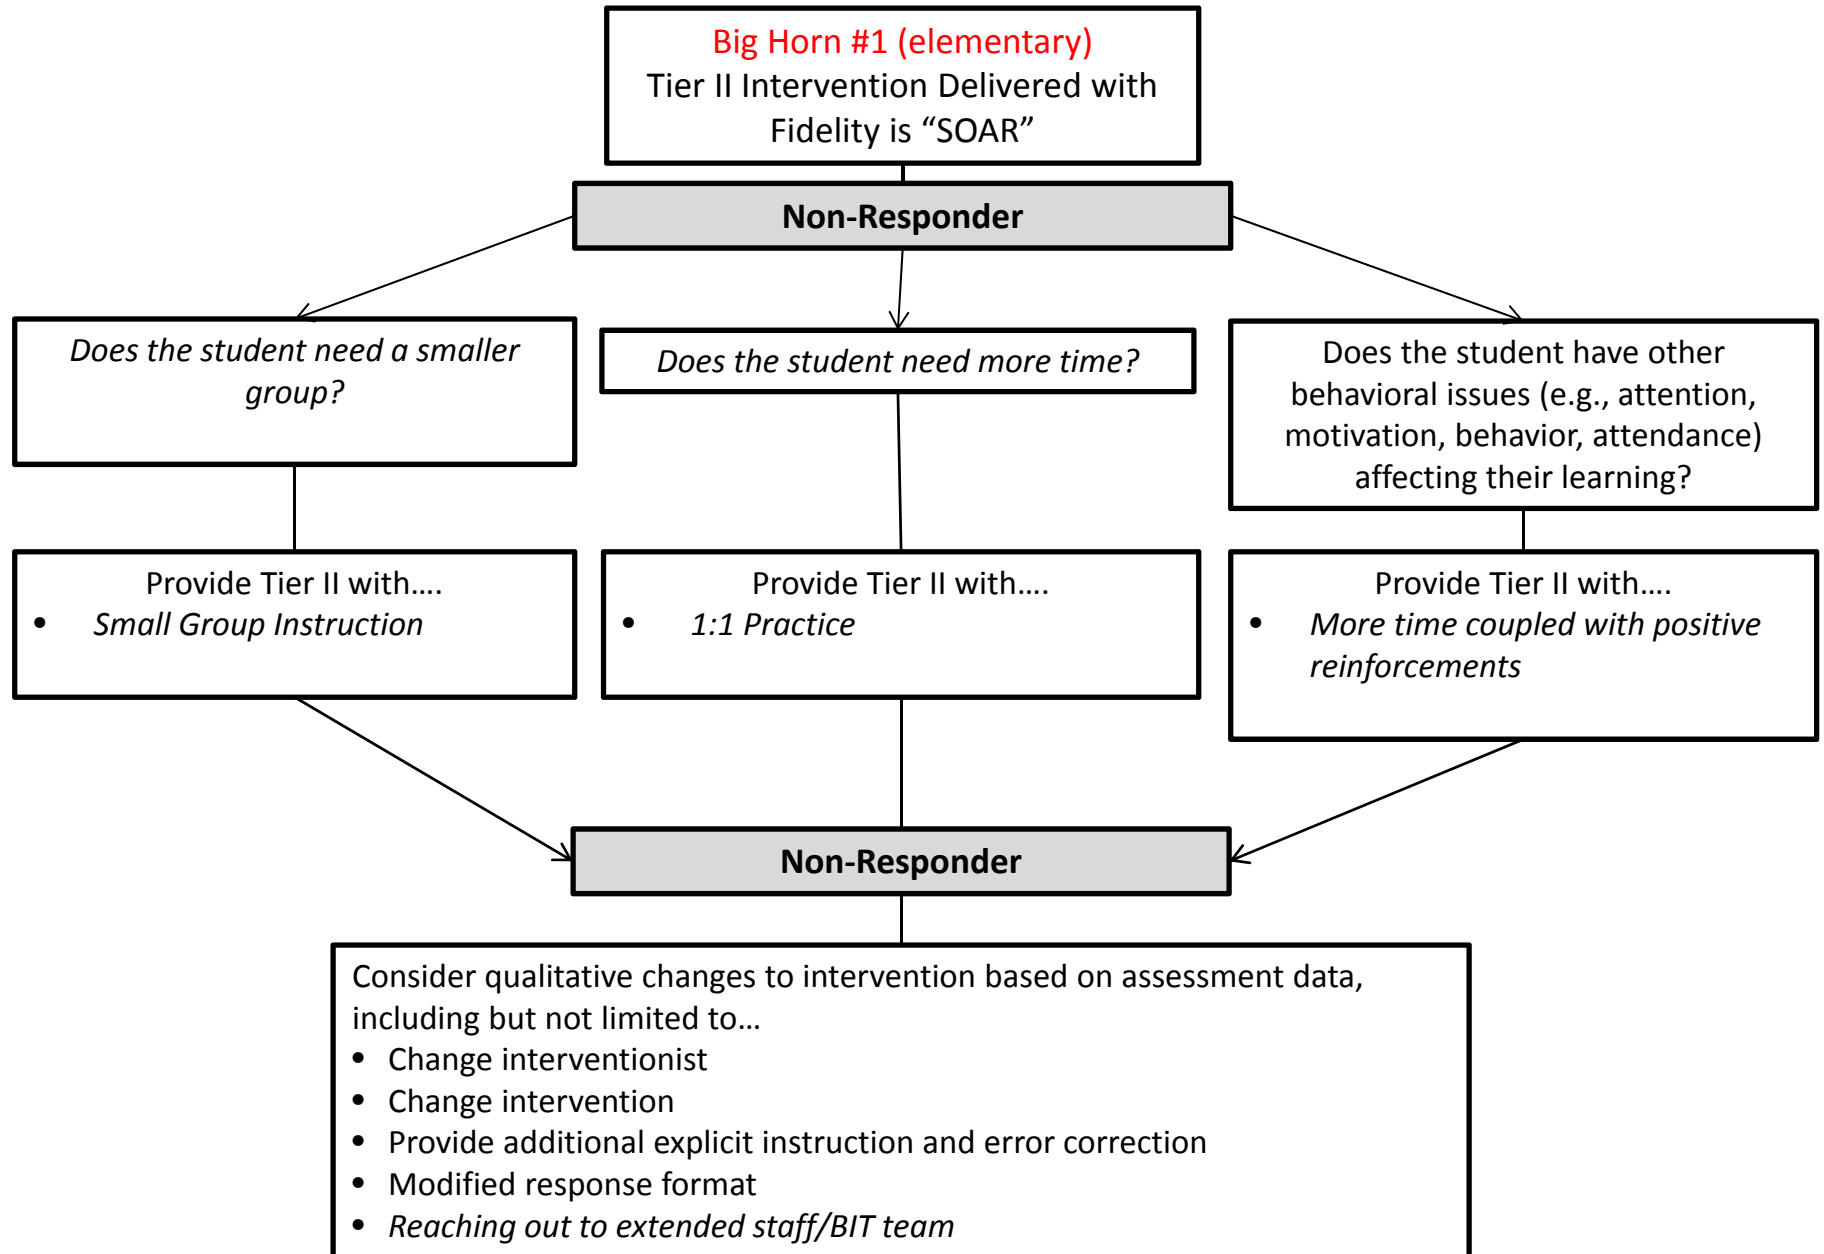 Big Horn #1 (elementary)
Tier II Intervention Delivered with
Fidelity is “SOAR”
Non-Responder
Does the student need a smaller
group?
Does the student need more time?
Does the student have other
behavioral issues (e.g., attention,
motivation, behavior, attendance)
affecting their learning?
Provide Tier II with….
• Small Group Instruction
Provide Tier II with….
• 1:1 Practice
Provide Tier II with….
• More time coupled with positive
reinforcements
Non-Responder
Consider qualitative changes to intervention based on assessment data,
including but not limited to…
• Change interventionist
• Change intervention
• Provide additional explicit instruction and error correction
• Modified response format
• Reaching out to extended staff/BIT team